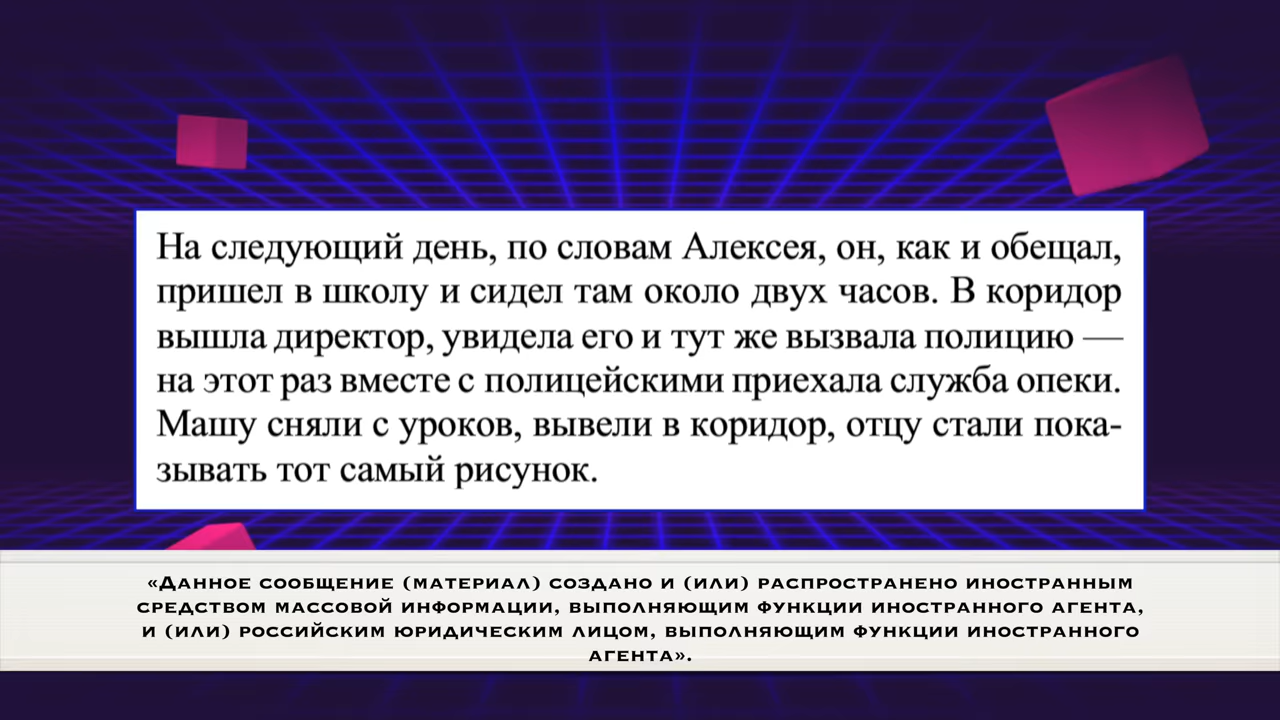 На следующий день, по словам Алексея, он, как и обещал,
пришел в школу и сидел там около двух часов. В коридор
вышла директор, увидела его и тут же вызвала полицию —
на этот раз вместе с полицейскими приехала служба опеки.
Машу сняли с уроков, вывели в коридор, отцу стали пока-
зывать тот самый рисунок.
«Данное сообщение (материал) создано и (или) распространено иностранным
средством массовой информации, выполняющим функции иностранного агента,
и (или) российским юридическим лицом, выполняющим функции иностранного
агента».